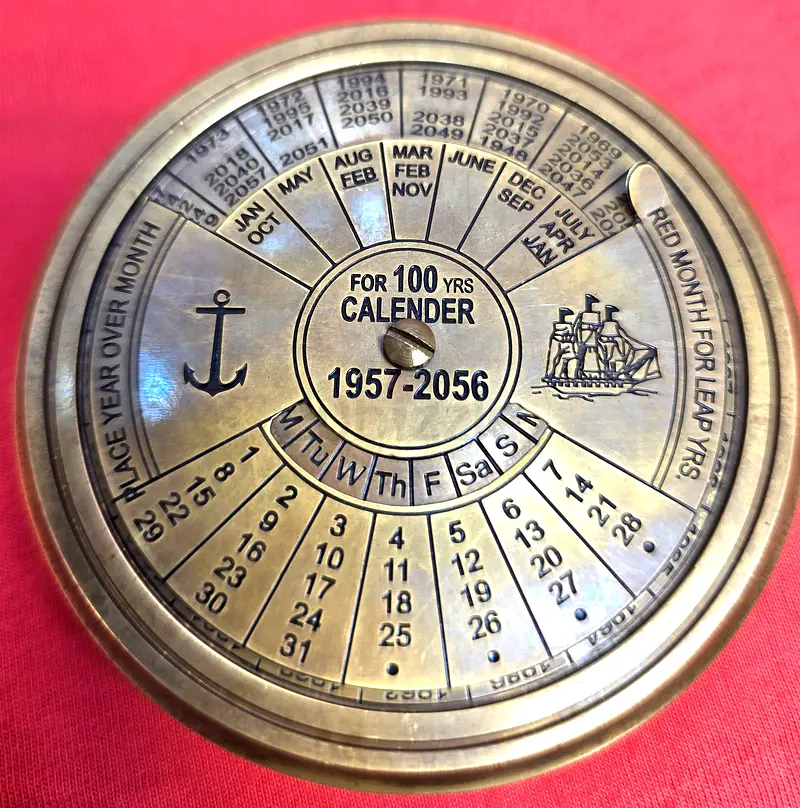 1973
1972
1995
2017
1994
2016
2039
2050
1971
1993
2038
2049
1970
1992
2015
2037
1948
1969
2053
2014
2036
2047
2018
2040
2057
2051
JAN
OCT
MAY
AUG
FEB
MAR
FEB
NOV
JUNE
DEC
SEP
JULY
APR
JAN
PLACE YEAR OVER MONTH
RED MONTH FOR LEAP YRS.
FOR 100 YRS
CALENDER
1957-2056
M Tu W Th F Sa S
1 8 15 22 29
2 9 16 23 30
3 10 17 24 31
4 11 18 25
5 12 19 26
6 13 20 27
7 14 21 28